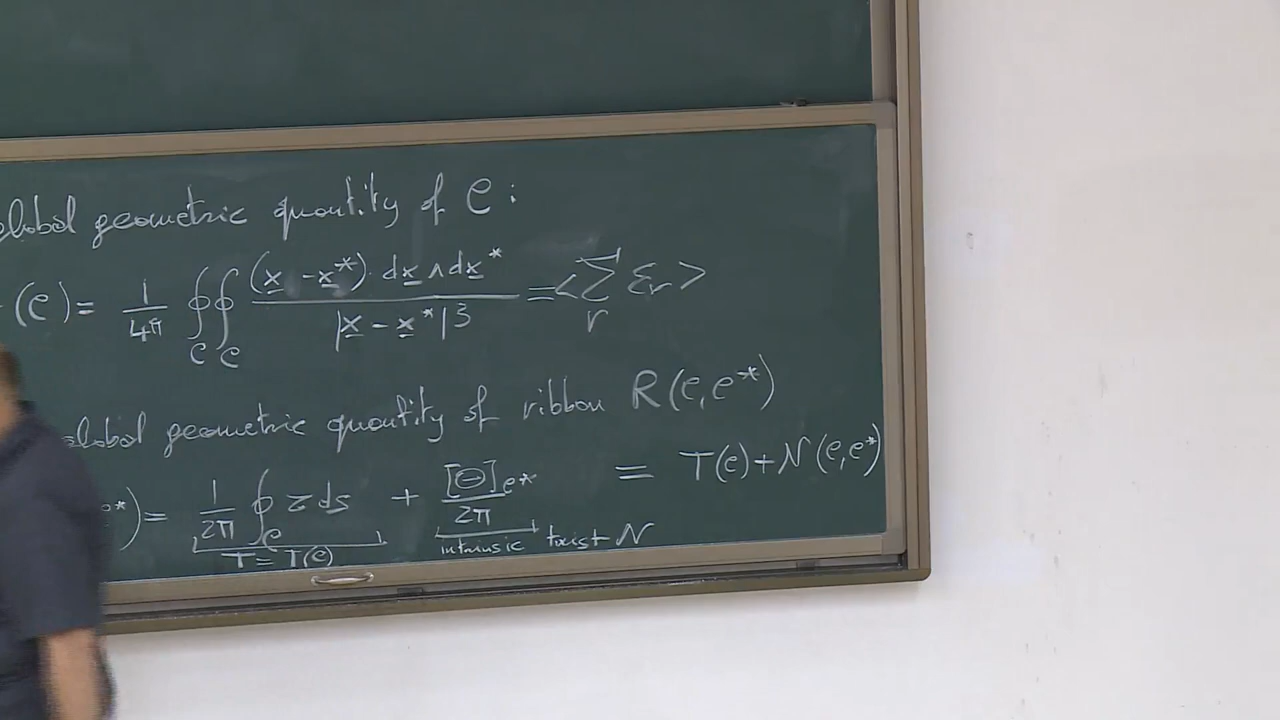 global geometric quantity of C :
(C) = 1/4π ∮_C ∮_C (x - x*) · dx ∧ dx* / |x - x*|³ = < Σ_r ε_r >
global geometric quantity of ribbon R(C, C*)
*) = 1/2π ∮_C τ ds + [Θ]_C* / 2π = T(C) + N(C, C*)
T = T(C) intrinsic twist N